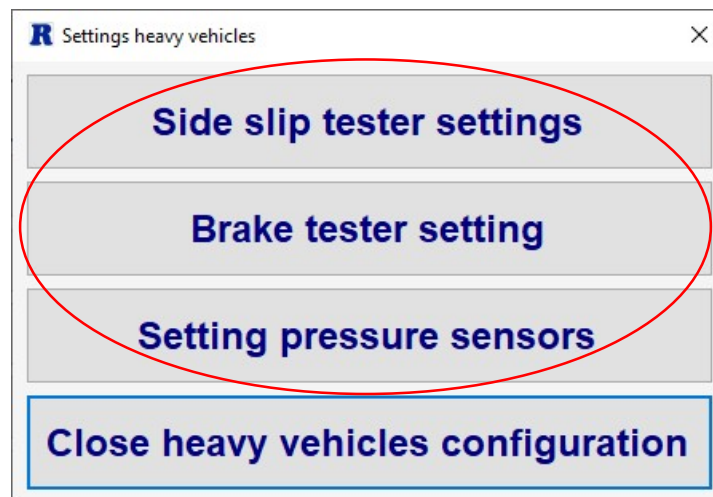 R Settings heavy vehicles
Side slip tester settings
Brake tester setting
Setting pressure sensors
Close heavy vehicles configuration